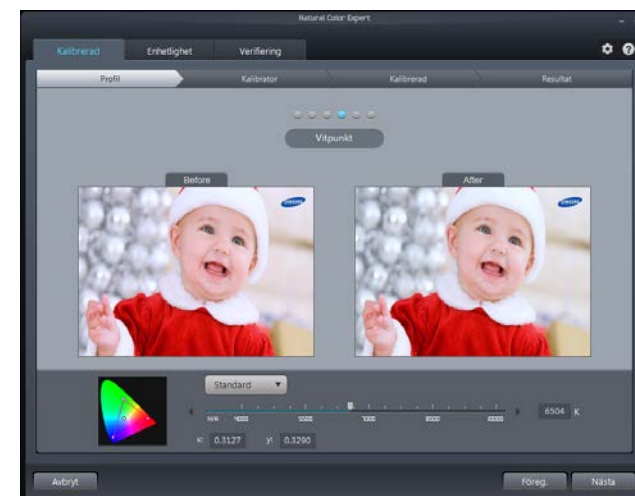 Natural Color Expert
Kalibrerad Enhetlighet Verifiering
Profil Kalibrator Kalibrerad Resultat
Vitpunkt
Before After
SAMSUNG SAMSUNG
Standard
N/A 4000 5500 7000 8500 10000 6504 K
x: 0.3127 y: 0.3290
Avbryt Föreg. Nästa